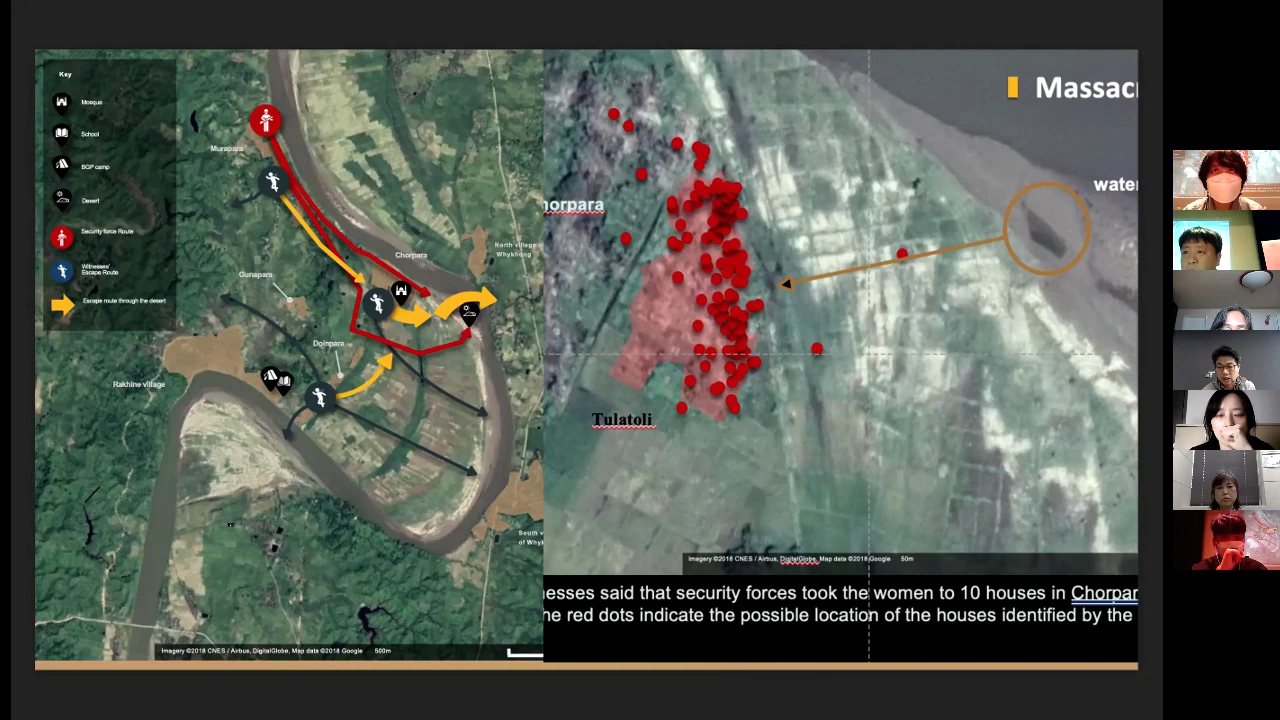 Key
Mosque
School
BGP camp
Desert
Security force Route
Witnesses'
Escape Route
Escape route through the desert
Murapara
Gunapara
Chorpara
North village
Whykhong
Doinpara
Rakhine village
South
of Why
Imagery ©2018 CNES / Airbus, DigitalGlobe, Map data ©2018 Google 500m
Massac
water
horpara
Tulatoli
Imagery ©2018 CNES / Airbus, DigitalGlobe, Map data ©2018 Google 50m
esses said that security forces took the women to 10 houses in Chorpar
he red dots indicate the possible location of the houses identified by the